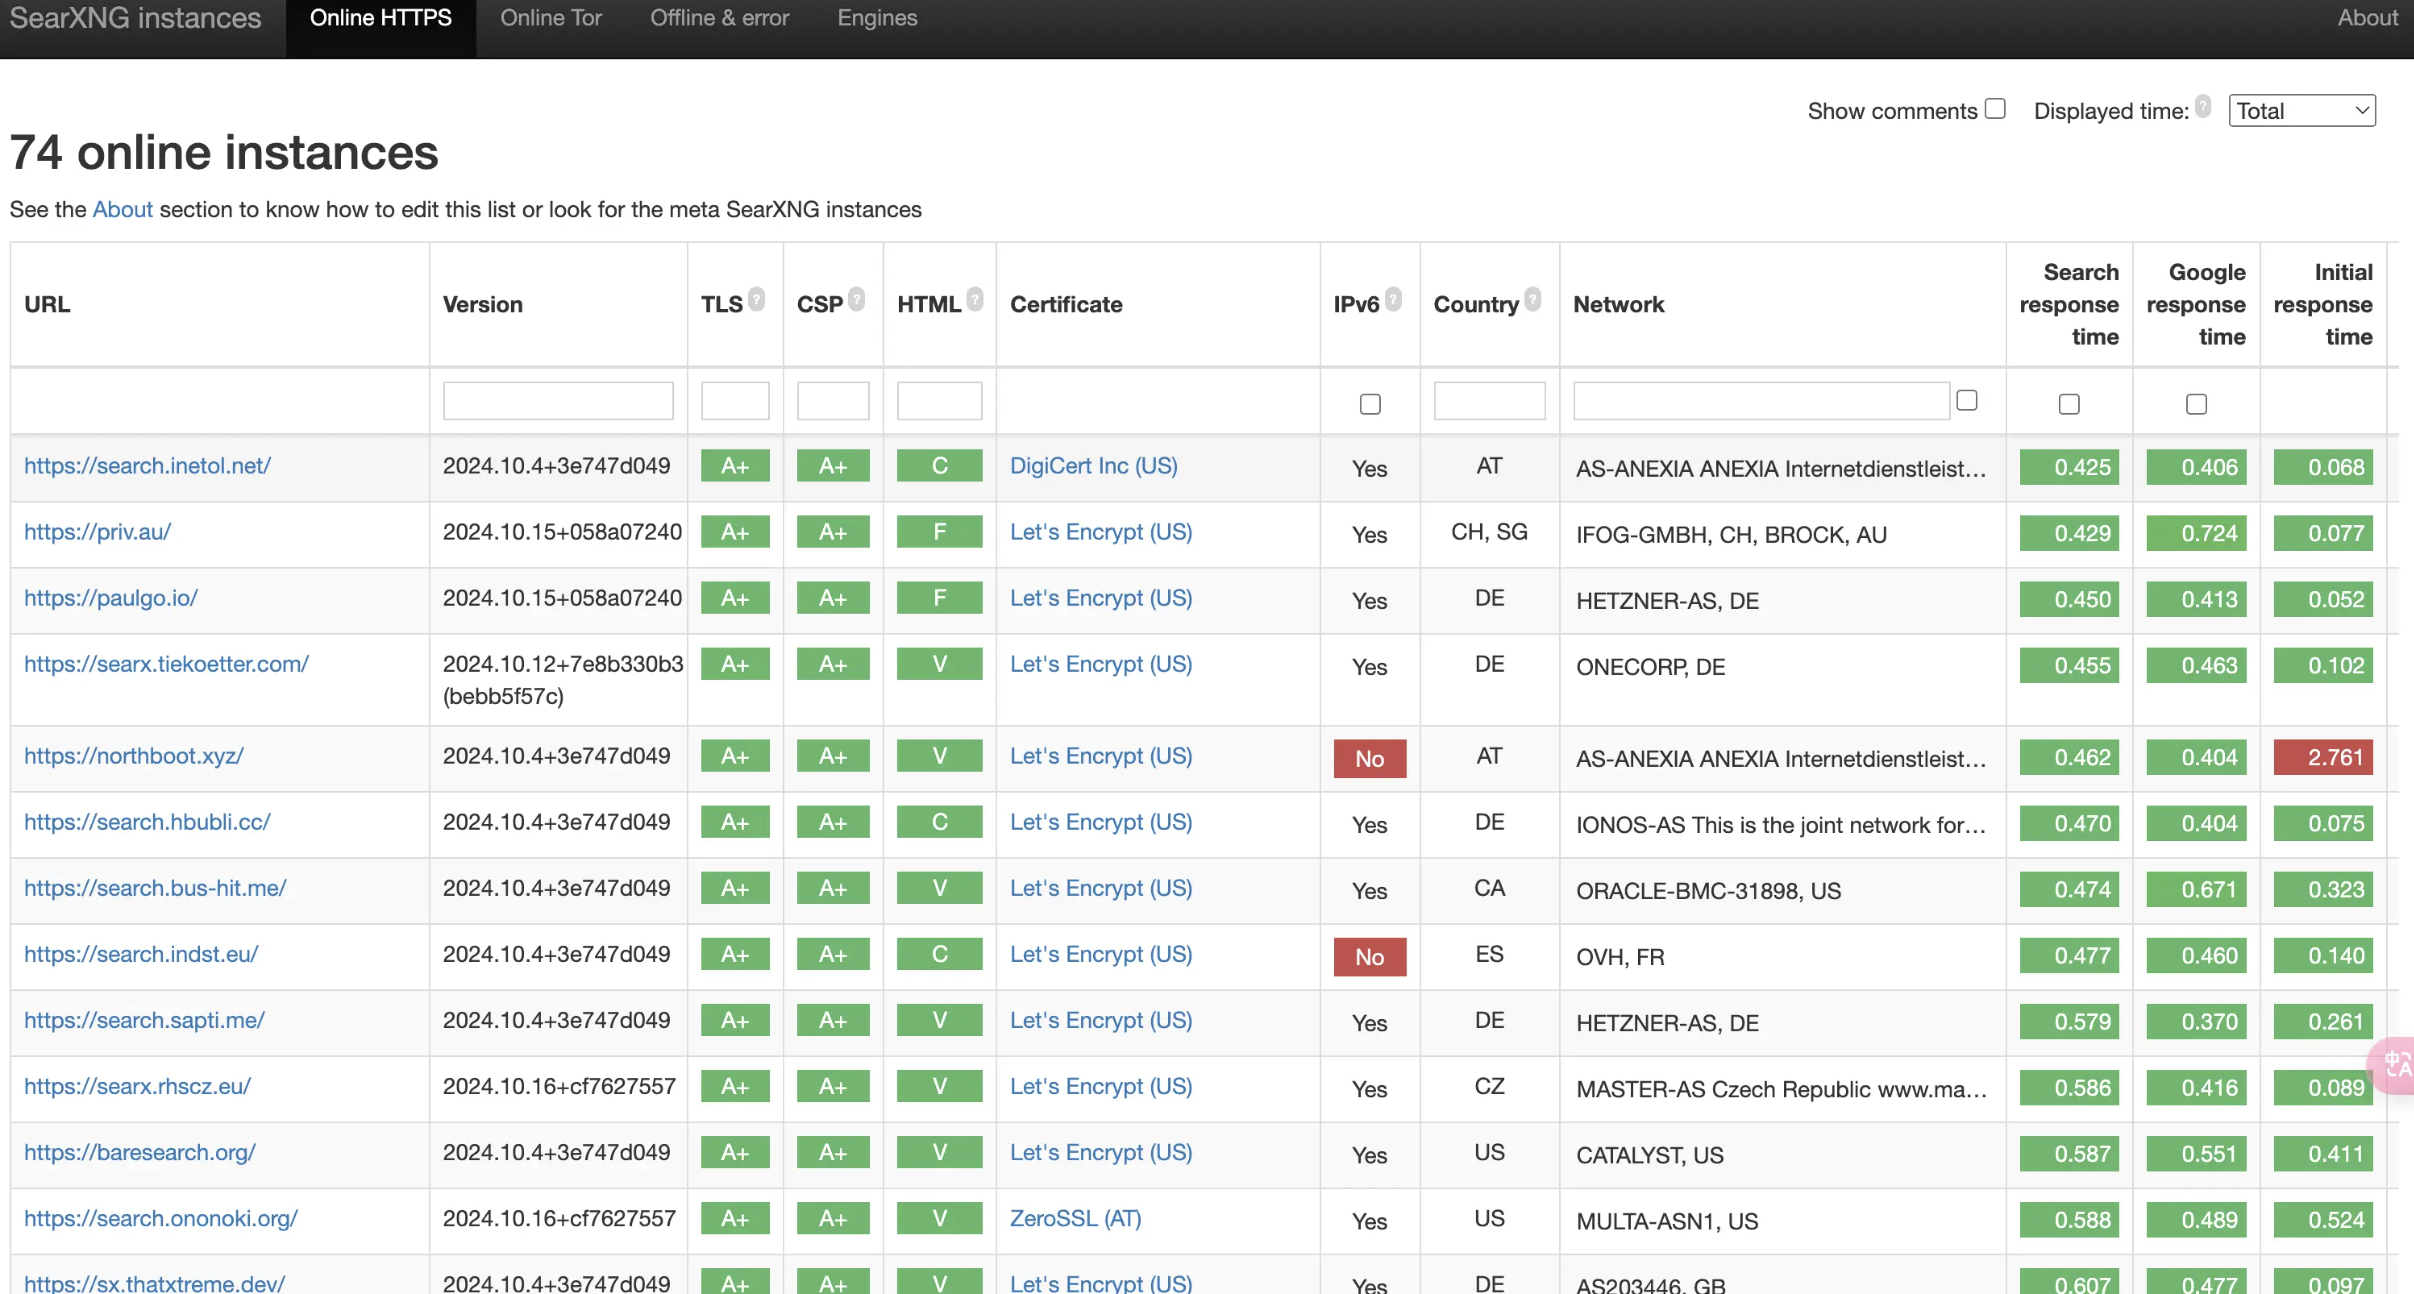 SearXNG instances Online HTTPS Online Tor Offline & error Engines About
Show comments Displayed time: ? Total
74 online instances
See the About section to know how to edit this list or look for the meta SearXNG instances
URL Version TLS ? CSP ? HTML ? Certificate IPv6 ? Country ? Network Search response time Google response time Initial response time
https://search.inetol.net/ 2024.10.4+3e747d049 A+ A+ C DigiCert Inc (US) Yes AT AS-ANEXIA ANEXIA Internetdienstleist… 0.425 0.406 0.068
https://priv.au/ 2024.10.15+058a07240 A+ A+ F Let's Encrypt (US) Yes CH, SG IFOG-GMBH, CH, BROCK, AU 0.429 0.724 0.077
https://paulgo.io/ 2024.10.15+058a07240 A+ A+ F Let's Encrypt (US) Yes DE HETZNER-AS, DE 0.450 0.413 0.052
https://searx.tiekoetter.com/ 2024.10.12+7e8b330b3 A+ A+ V Let's Encrypt (US) Yes DE ONECORP, DE 0.455 0.463 0.102
(bebb5f57c)
https://northboot.xyz/ 2024.10.4+3e747d049 A+ A+ V Let's Encrypt (US) No AT AS-ANEXIA ANEXIA Internetdienstleist… 0.462 0.404 2.761
https://search.hbubli.cc/ 2024.10.4+3e747d049 A+ A+ C Let's Encrypt (US) Yes DE IONOS-AS This is the joint network for… 0.470 0.404 0.075
https://search.bus-hit.me/ 2024.10.4+3e747d049 A+ A+ V Let's Encrypt (US) Yes CA ORACLE-BMC-31898, US 0.474 0.671 0.323
https://search.indst.eu/ 2024.10.4+3e747d049 A+ A+ C Let's Encrypt (US) No ES OVH, FR 0.477 0.460 0.140
https://search.sapti.me/ 2024.10.4+3e747d049 A+ A+ V Let's Encrypt (US) Yes DE HETZNER-AS, DE 0.579 0.370 0.261
https://searx.rhscz.eu/ 2024.10.16+cf7627557 A+ A+ V Let's Encrypt (US) Yes CZ MASTER-AS Czech Republic www.ma… 0.586 0.416 0.089
https://baresearch.org/ 2024.10.4+3e747d049 A+ A+ V Let's Encrypt (US) Yes US CATALYST, US 0.587 0.551 0.411
https://search.ononoki.org/ 2024.10.16+cf7627557 A+ A+ V ZeroSSL (AT) Yes US MULTA-ASN1, US 0.588 0.489 0.524
https://sx.thatxtreme.dev/ 2024.10.4+3e747d049 A+ A+ V Let's Encrypt (US) Yes DE AS203446, GB 0.607 0.477 0.097